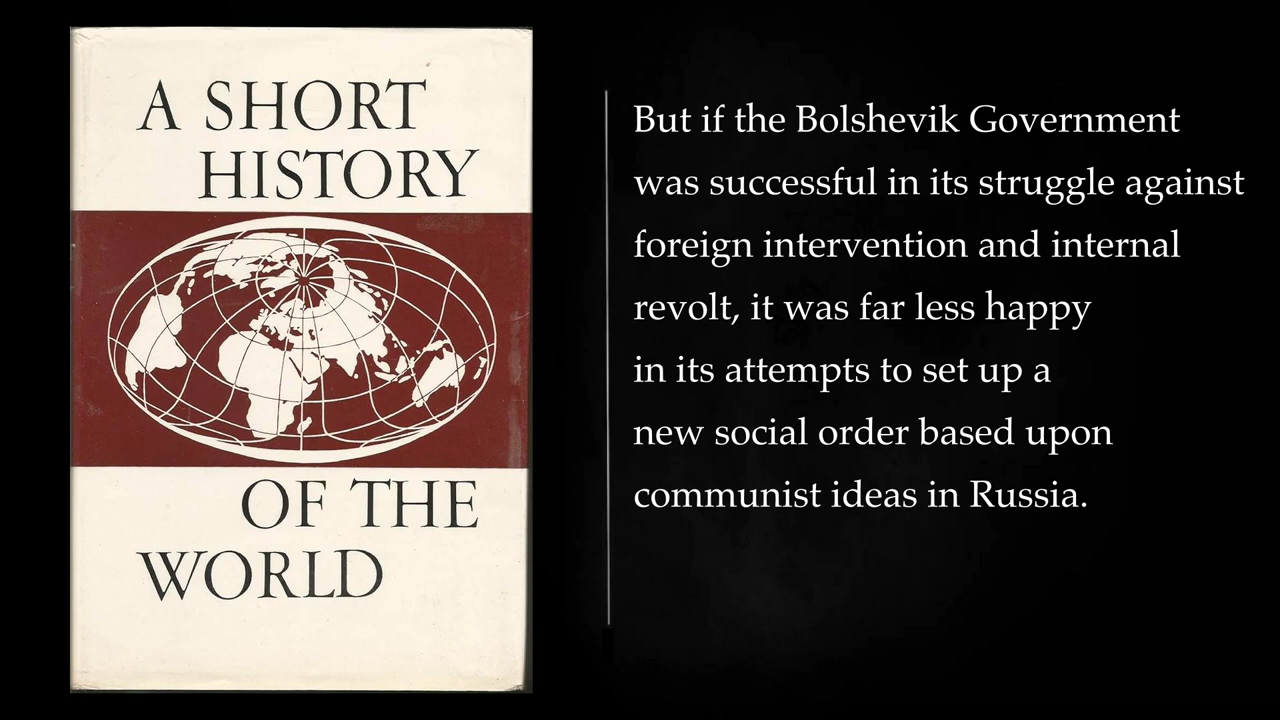 A SHORT
HISTORY
OF THE
WORLD
But if the Bolshevik Government
was successful in its struggle against
foreign intervention and internal
revolt, it was far less happy
in its attempts to set up a
new social order based upon
communist ideas in Russia.